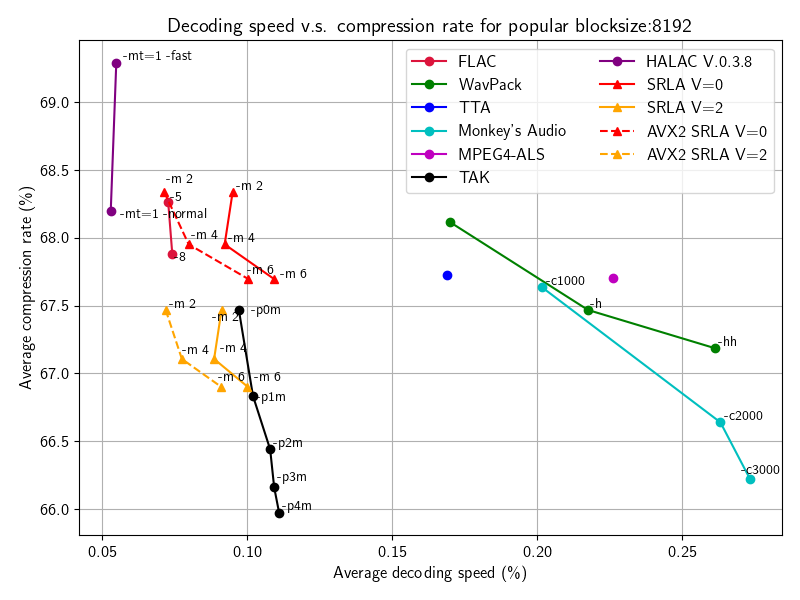 Decoding speed v.s. compression rate for popular blocksize:8192
FLAC
WavPack
TTA
Monkey's Audio
MPEG4-ALS
TAK
HALAC V.0.3.8
SRLA V=0
SRLA V=2
AVX2 SRLA V=0
AVX2 SRLA V=2
-mt=1 -fast
-m 2
-m 2
-5
-mt=1 -normal
-m 4
-m 4
-8
-m 6
-m 6
-c1000
-h
-m 2
-p0m
-m 2
-hh
-m 4
-m 4
-m 6
-m 6
-p1m
-c2000
-p2m
-c3000
-p3m
-p4m
69.0
68.5
68.0
67.5
67.0
66.5
66.0
Average compression rate (%)
0.05
0.10
0.15
0.20
0.25
Average decoding speed (%)